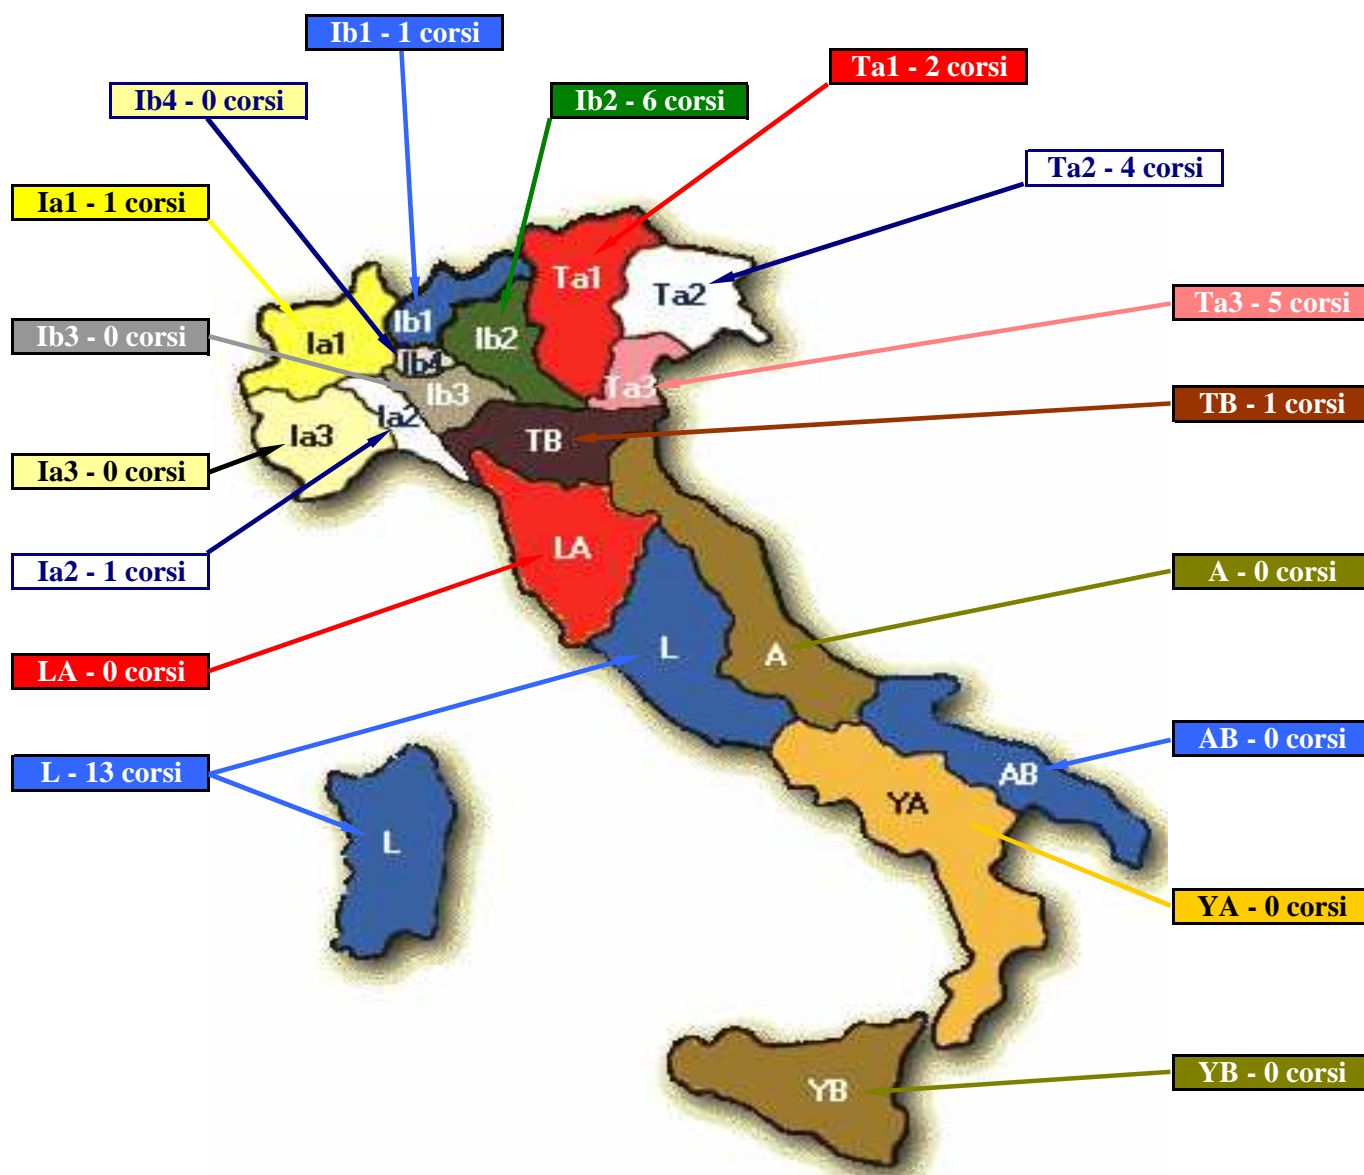 Ib1 - 1 corsi
Ta1 - 2 corsi
Ib4 - 0 corsi
Ib2 - 6 corsi
Ta2 - 4 corsi
Ia1 - 1 corsi
Ta1
Ta2
Ta3 - 5 corsi
Ib3 - 0 corsi
Ib1
Ib2
Ia1
Ib4
Ib3
Ta3
TB - 1 corsi
Ia2
Ia3
TB
Ia3 - 0 corsi
LA
Ia2 - 1 corsi
A - 0 corsi
L
A
LA - 0 corsi
AB - 0 corsi
L - 13 corsi
AB
YA
L
YA - 0 corsi
YB - 0 corsi
YB